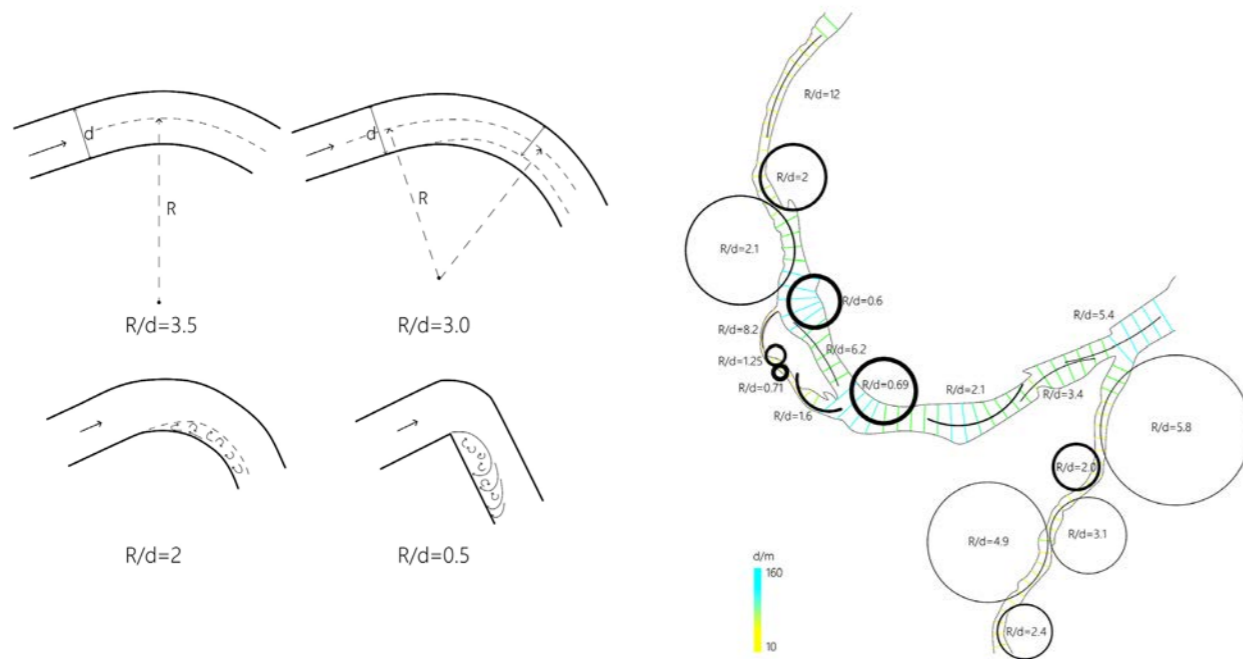 d
R
R/d=3.5
d
R
R/d=3.0
R/d=2
R/d=0.5
R/d=12
R/d=2
R/d=2.1
R/d=0.6
R/d=8.2
R/d=6.2
R/d=1.25
R/d=0.71
R/d=1.6
R/d=0.69
R/d=2.1
R/d=3.4
R/d=5.4
R/d=5.8
R/d=2.0
R/d=3.1
R/d=4.9
R/d=2.4
d/m
160
10